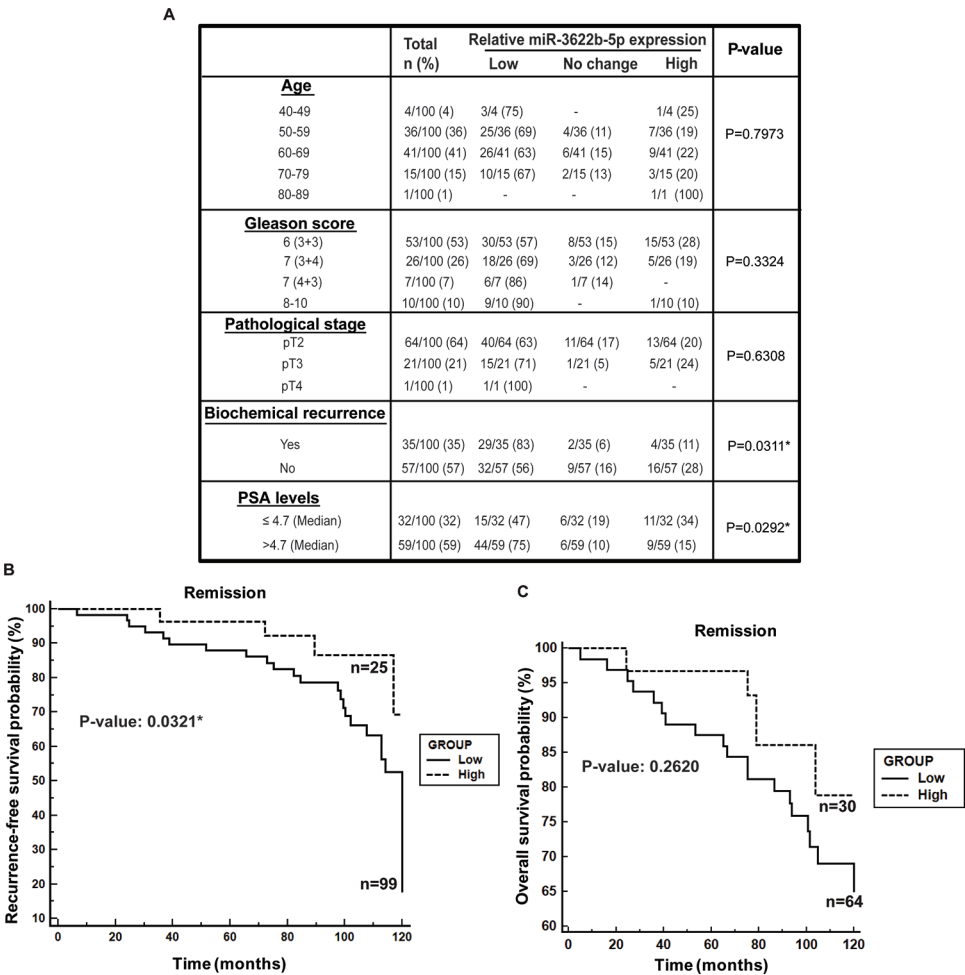 A
Total Relative miR-3622b-5p expression P-value
n (%) Low No change High
Age
40-49 4/100 (4) 3/4 (75) - 1/4 (25)
50-59 36/100 (36) 25/36 (69) 4/36 (11) 7/36 (19)
60-69 41/100 (41) 26/41 (63) 6/41 (15) 9/41 (22)
70-79 15/100 (15) 10/15 (67) 2/15 (13) 3/15 (20)
80-89 1/100 (1) - - 1/1 (100)
P=0.7973
Gleason score
6 (3+3) 53/100 (53) 30/53 (57) 8/53 (15) 15/53 (28)
7 (3+4) 26/100 (26) 18/26 (69) 3/26 (12) 5/26 (19)
7 (4+3) 7/100 (7) 6/7 (86) 1/7 (14) -
8-10 10/100 (10) 9/10 (90) - 1/10 (10)
P=0.3324
Pathological stage
pT2 64/100 (64) 40/64 (63) 11/64 (17) 13/64 (20)
pT3 21/100 (21) 15/21 (71) 1/21 (5) 5/21 (24)
pT4 1/100 (1) 1/1 (100) - -
P=0.6308
Biochemical recurrence
Yes 35/100 (35) 29/35 (83) 2/35 (6) 4/35 (11)
No 57/100 (57) 32/57 (56) 9/57 (16) 16/57 (28)
P=0.0311*
PSA levels
≤ 4.7 (Median) 32/100 (32) 15/32 (47) 6/32 (19) 11/32 (34)
>4.7 (Median) 59/100 (59) 44/59 (75) 6/59 (10) 9/59 (15)
P=0.0292*
B
Remission
Recurrence-free survival probability (%)
100
90
80
70
60
50
40
30
20
10
0 20 40 60 80 100 120
Time (months)
P-value: 0.0321*
n=25
n=99
GROUP
Low
High
C
Remission
Overall survival probability (%)
100
95
90
85
80
75
70
65
60
0 20 40 60 80 100 120
Time (months)
P-value: 0.2620
n=30
n=64
GROUP
Low
High